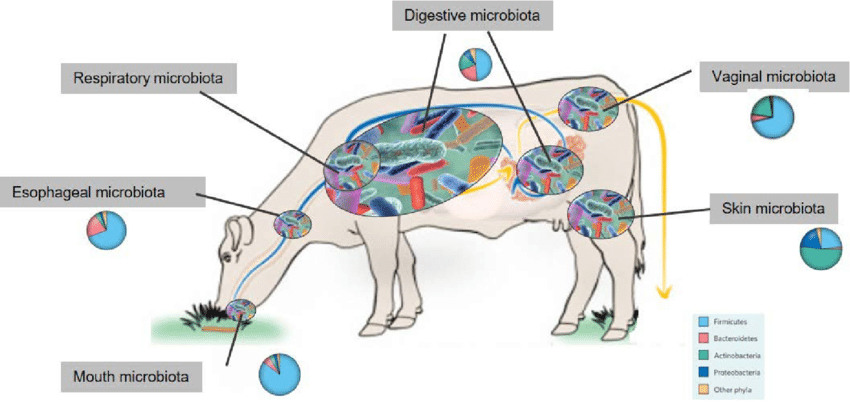 Digestive microbiota
Respiratory microbiota
Vaginal microbiota
Esophageal microbiota
Skin microbiota
Mouth microbiota
Firmicutes
Bacteroidetes
Actinobacteria
Proteobacteria
Other phyla